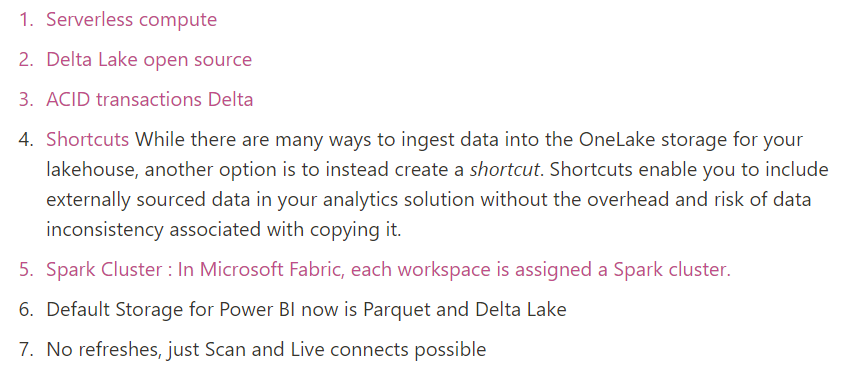 1. Serverless compute
2. Delta Lake open source
3. ACID transactions Delta
4. Shortcuts While there are many ways to ingest data into the OneLake storage for your
lakehouse, another option is to instead create a shortcut. Shortcuts enable you to include
externally sourced data in your analytics solution without the overhead and risk of data
inconsistency associated with copying it.
5. Spark Cluster : In Microsoft Fabric, each workspace is assigned a Spark cluster.
6. Default Storage for Power BI now is Parquet and Delta Lake
7. No refreshes, just Scan and Live connects possible